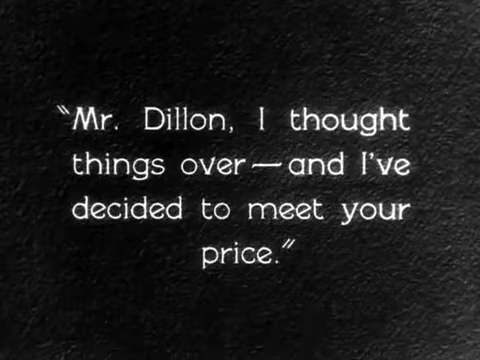 "Mr. Dillon, I thought
things over—and I've
decided to meet your
price."